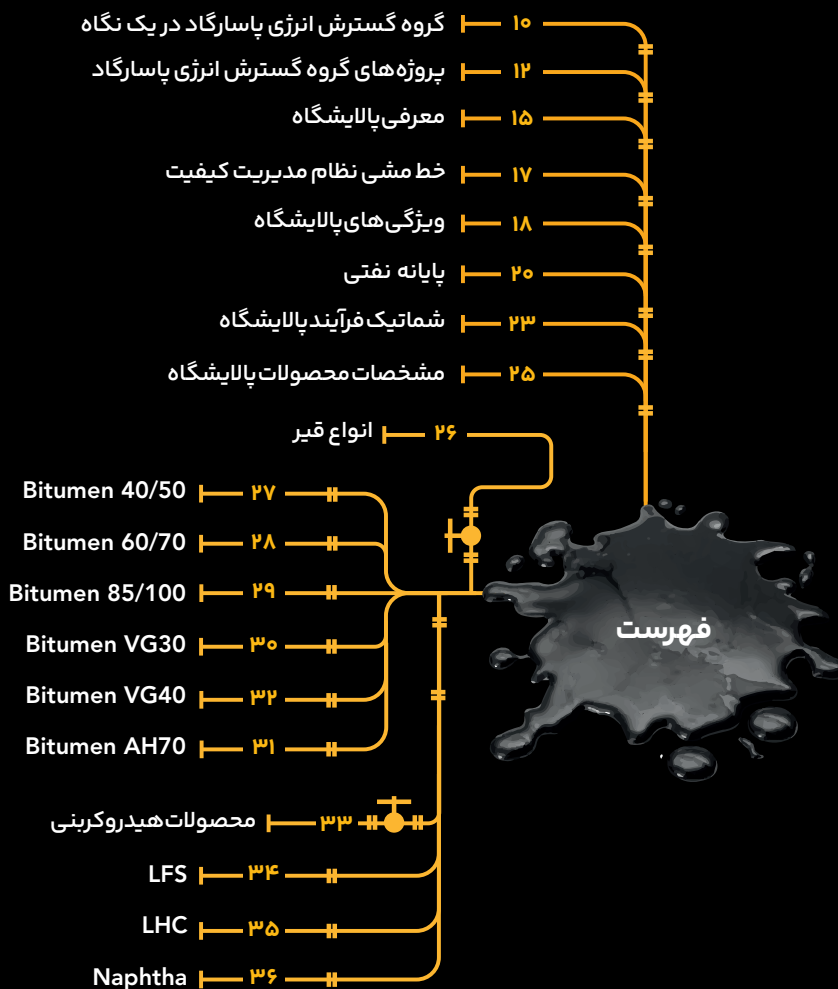 گروه گسترش انرژی پاسارگاد در یک نگاه ۱۰
پروژه‌های گروه گسترش انرژی پاسارگاد ۱۲
معرفی پالایشگاه ۱۵
خط مشی نظام مدیریت کیفیت ۱۷
ویژگی‌های پالایشگاه ۱۸
پایانه نفتی ۲۰
شماتیک فرآیند پالایشگاه ۲۳
مشخصات محصولات پالایشگاه ۲۵
انواع قیر ۲۶
Bitumen 40/50 ۲۷
Bitumen 60/70 ۲۸
Bitumen 85/100 ۲۹
فهرست
Bitumen VG30 ۳۰
Bitumen VG40 ۳۲
Bitumen AH70 ۳۱
محصولات هیدروکربنی ۳۳
LFS ۳۴
LHC ۳۵
Naphtha ۳۶